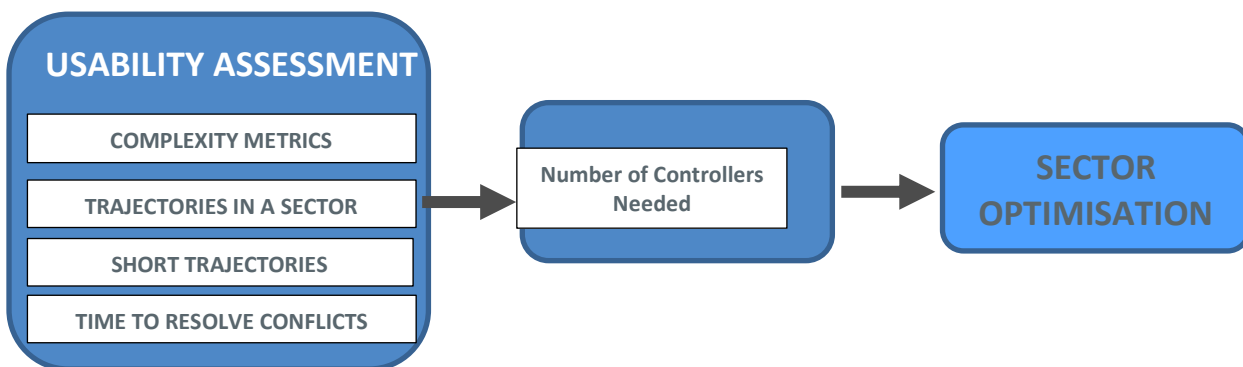 USABILITY ASSESSMENT
COMPLEXITY METRICS
TRAJECTORIES IN A SECTOR
SHORT TRAJECTORIES
TIME TO RESOLVE CONFLICTS
Number of Controllers
Needed
SECTOR
OPTIMISATION